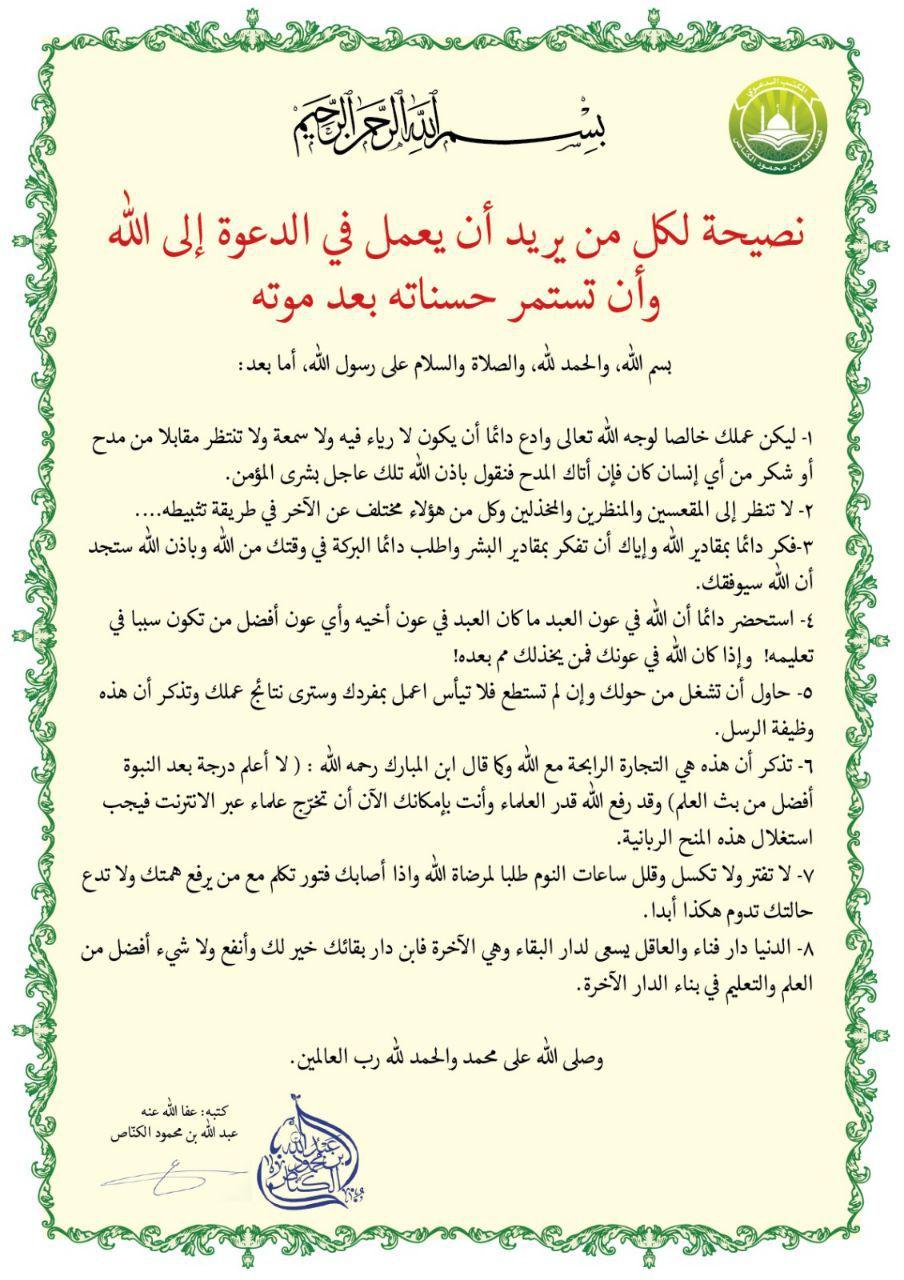 المكتب الدعوي
لعبد الله بن محمود الكناص
بسم الله الرحمن الرحيم
نصيحة لكل من يريد أن يعمل في الدعوة إلى الله
وأن تستمر حسناته بعد موته
بسم الله، والحمد لله، والصلاة والسلام على رسول الله، أما بعد:
١- ليكن عملك خالصا لوجه الله تعالى وادع دائما أن يكون لا رياء فيه ولا سمعة ولا تنتظر مقابلا من مدح
أو شكر من أي إنسان كان فإن أتاك المدح فنقول باذن الله تلك عاجل بشرى المؤمن.
٢- لا تنظر إلى المقعسين والمنظرين والمخذلين وكل من هؤلاء مختلف عن الآخر في طريقة تثبيطه....
٣-فكر دائما بمقادير الله وإياك أن تفكر بمقادير البشر واطلب دائما البركة في وقتك من الله وباذن الله ستجد
أن الله سيوفقك.
٤- استحضر دائما أن الله في عون العبد ما كان العبد في عون أخيه وأي عون أفضل من تكون سببا في
تعليمه! وإذا كان الله في عونك فمن يخذلك مم بعده!
٥- حاول أن تشغل من حولك وإن لم تستطع فلا تيأس اعمل بمفردك وسترى نتائج عملك وتذكر أن هذه
وظيفة الرسل.
٦- تذكر أن هذه هي التجارة الرابحة مع الله وكما قال ابن المبارك رحمه الله : ( لا أعلم درجة بعد النبوة
أفضل من بث العلم) وقد رفع الله قدر العلماء وأنت بإمكانك الآن أن تخرّج علماء عبر الانترنت فيجب
استغلال هذه المنح الربانية.
٧- لا تفتر ولا تكسل وقلل ساعات النوم طلبا لمرضاة الله واذا أصابك فتور تكلم مع من يرفع همتك ولا تدع
حالتك تدوم هكذا أبدا.
٨- الدنيا دار فناء والعاقل يسعى لدار البقاء وهي الآخرة فابن دار بقائك خير لك وأنفع ولا شيء أفضل من
العلم والتعليم في بناء الدار الآخرة.
وصلى الله على محمد والحمد لله رب العالمين.
كتبه: عفا الله عنه
عبد الله بن محمود الكنّاص
عبد الله
بن محمود
الكناص